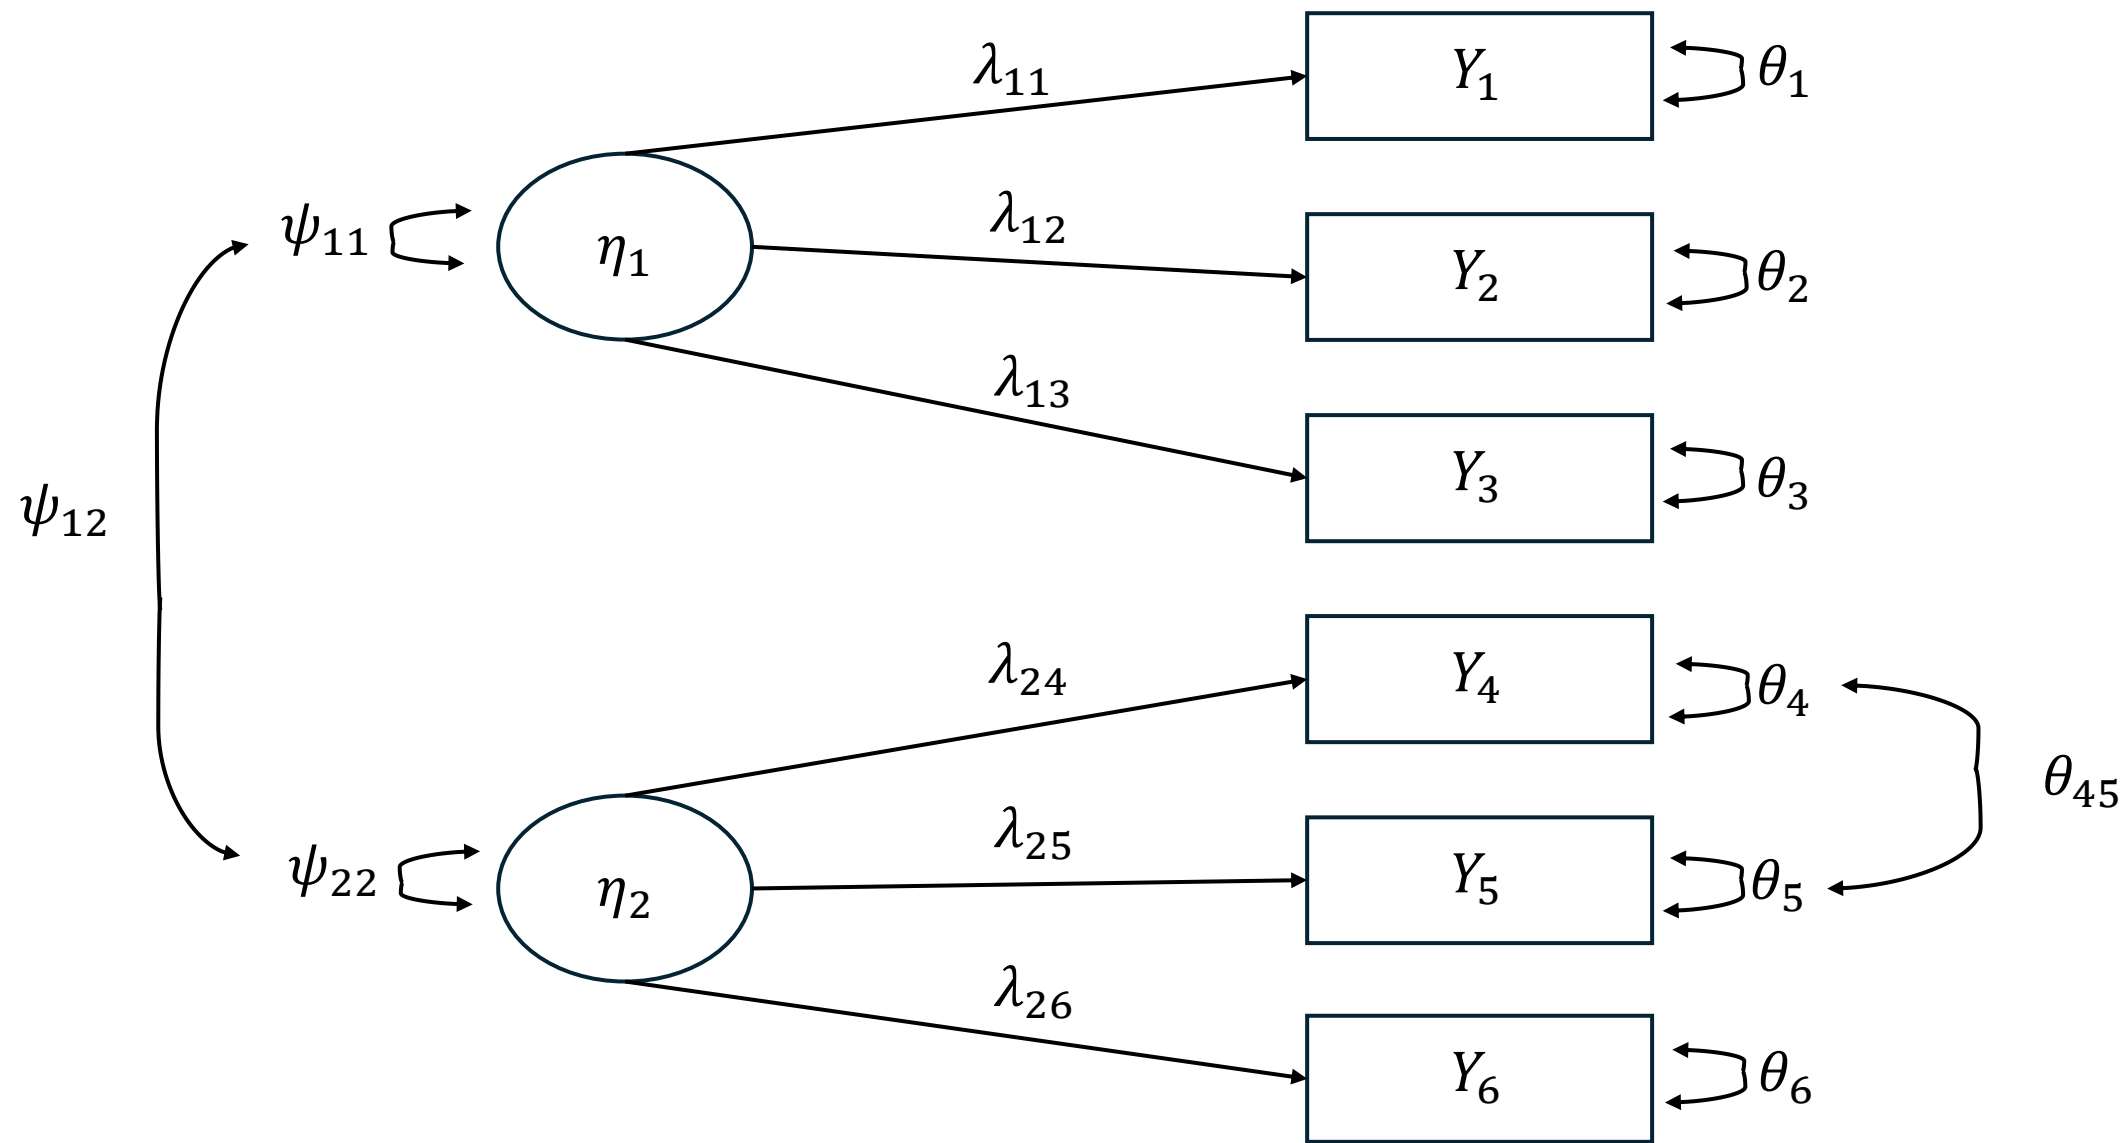 λ₁₁
Y₁
θ₁
ψ₁₁
η₁
λ₁₂
Y₂
θ₂
λ₁₃
Y₃
θ₃
ψ₁₂
λ₂₄
Y₄
θ₄
θ₄₅
λ₂₅
Y₅
θ₅
ψ₂₂
η₂
λ₂₆
Y₆
θ₆